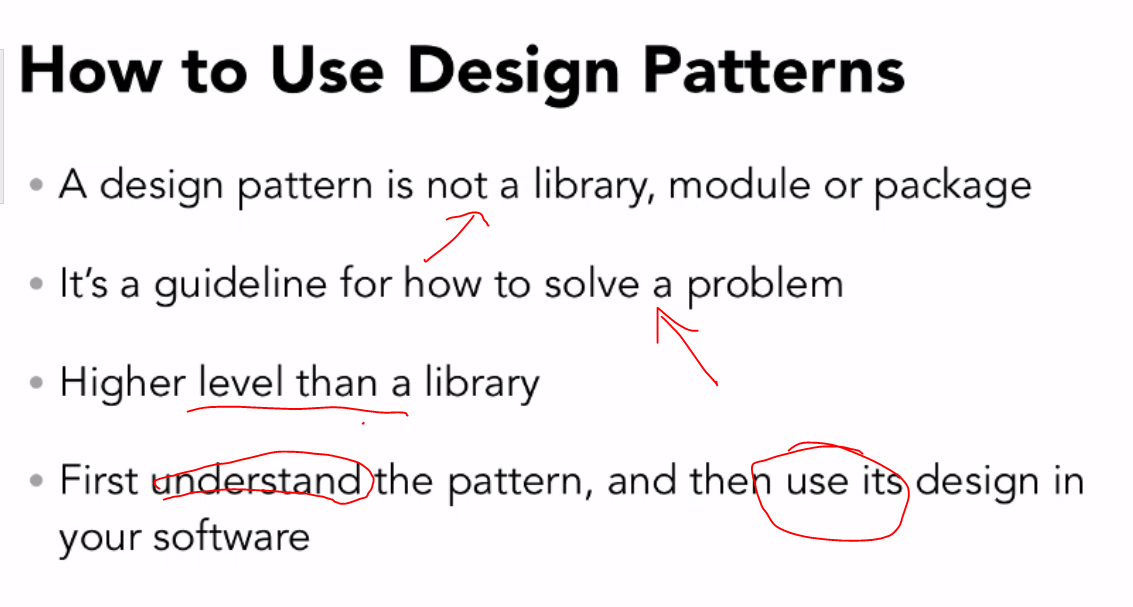 How to Use Design Patterns
• A design pattern is not a library, module or package
• It’s a guideline for how to solve a problem
• Higher level than a library
• First understand the pattern, and then use its design in
your software